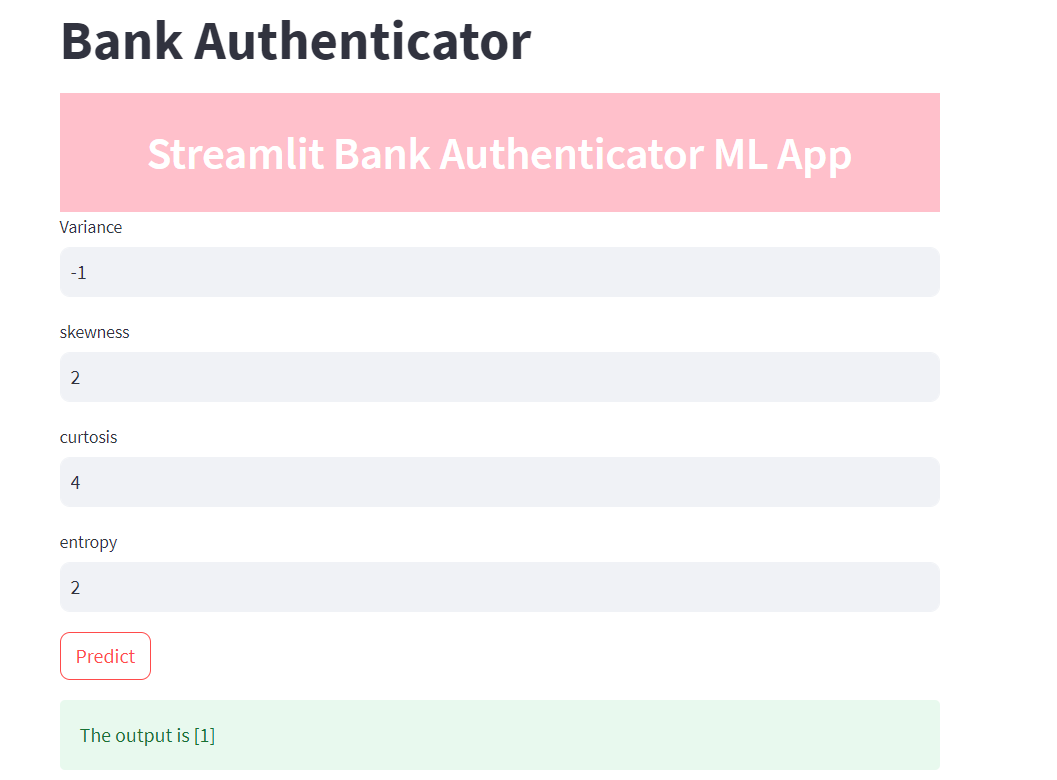 Bank Authenticator
Streamlit Bank Authenticator ML App
Variance
-1
skewness
2
curtosis
4
entropy
2
Predict
The output is [1]